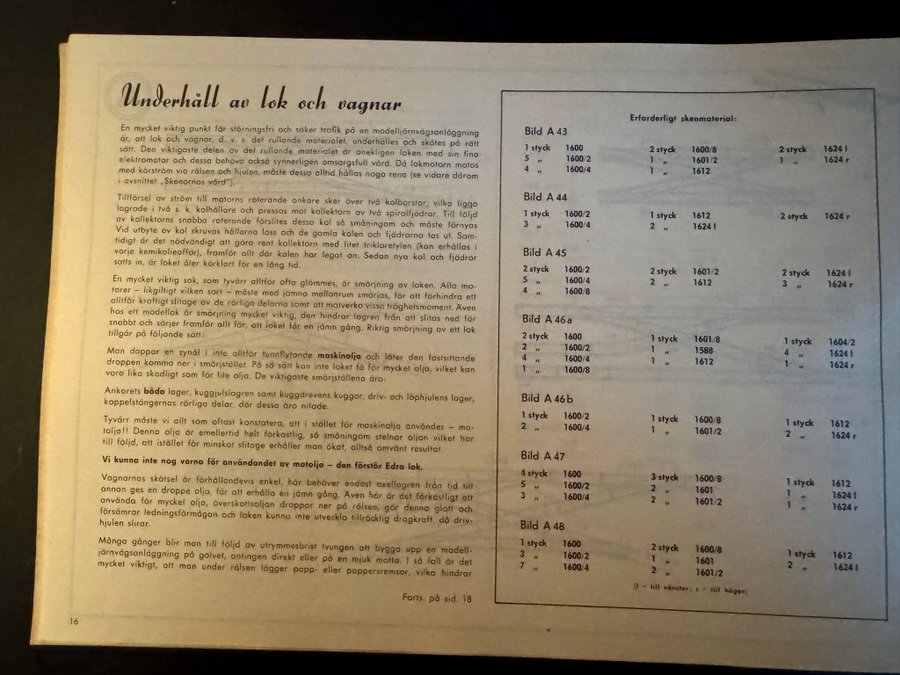 Underhåll av lok och vagnar
En mycket viktig punkt för störningsfri och säker trafik på en modelljärnvägsanläggning
är, att lok och vagnar, d. v. s. det rullande materialet, underhålles och skötes på rätt
sätt. Den viktigaste delen av det rullande materialet är onekligen loken med sin fina
elektromotor och dessa behöva också synnerligen omsorgsfull vård. Då lokmotorn matas
med körström via rälsen och hjulen, måste dessa alltid hållas noga rena (se vidare därom
i avsnittet „Skenornas vård").
Tillförsel av ström till motorns roterande ankare sker över två kolborstar, vilka ligga
lagrade i två s. k. kolhållare och pressas mot kollektorn av två spiralfjädrar. Till följd
av kollektorns snabba roterande förslites dessa kol så småningom och måste förnyas
Vid utbyte av kol skruvas hållarna loss och de gamla kolen och fjädrarna tas ut. Sam-
tidigt är det nödvändigt att göra rent kollektorn med litet trikloretylen (kan erhållas i
varje kemikalieaffär), framför allt där kolen har legat an. Sedan nya kol och fjädrar
satts in, är loket åter körklart för en lång tid.
En mycket viktig sak, som tyvärr alltför ofta glömmes, är smörjning av loken. Alla mo-
torer – likgiltigt vilken sort – måste med jämna mellanrum smörjas, för att förhindra ett
alltför kraftigt slitage av de rörliga delarna samt att motverka vissa tröghetsmoment. Även
hos ett modellok är smörjning mycket viktig, den hindrar lagren från att slitas ned för
snabbt och sörjer framför allt för, att loket får en jämn gång. Riktig smörjning av ett lok
tillgår på följande sätt:
Man doppar en synål i inte alltför tunnflytande maskinolja och låter den fastsittande
droppen komma ner i smörjstället. På så sätt kan inte loket få för mycket olja, vilket kan
vara lika skadligt som för lite olja. De viktigaste smörjställena äro:
Ankarets båda lager, kuggjulslagren samt kuggdrevens kuggar, driv- och löphjulens lager,
koppelstängernas rörliga delar, där dessa äro nitade.
Tyvärr måste vi allt som oftast konstatera, att i stället för maskinolja användes – ma-
tolja!! Denna olja är emellertid helt förkastlig, så småningom stelnar oljan vilket har
till följd, att istället för minskat slitage erhåller man ökat, alltså omvänt resultat.
Vi kunna inte nog varna för användandet av matolja – den förstör Edra lok.
Vagnarnas skötsel är förhållandevis enkel, här behöver endast axellagren från tid till
annan ges en droppe olja, för att erhålla en jämn gång. Även här är det förkastligt att
använda för mycket olja, överskottsoljan droppar ner på rälsen, gör denna glatt och
försämrar ledningsförmågan och loken kunna inte utveckla tillräcklig dragkraft, då driv-
hjulen slirar.
Många gånger blir man till följd av utrymmesbrist tvungen att bygga upp en modell-
järnvägsanläggning på golvet, antingen direkt eller på en mjuk matta. I så fall är det
mycket viktigt, att man under rälsen lägger papp- eller pappersremsor, vilka hindrar
Forts. på sid. 18
16
Erforderligt skenmaterial:
Bild A 43
1 styck 1600 2 styck 1600/8 2 styck 1624 l
5 „ 1600/2 1 „ 1601/2 1 „ 1624 r
4 „ 1600/4 1 „ 1612
Bild A 44
1 styck 1600/2 1 styck 1612 2 styck 1624 r
3 „ 1600/4 2 „ 1624 l
Bild A 45
2 styck 1600/2 2 styck 1601/2 2 styck 1624 l
5 „ 1600/4 2 „ 1612 3 „ 1624 r
4 „ 1600/8
Bild A 46a
2 styck 1600 1 styck 1601/8 1 styck 1604/2
2 „ 1600/2 1 „ 1588 4 „ 1624 l
4 „ 1600/4 1 „ 1612 1 „ 1624 r
1 „ 1600/8
Bild A 46b
1 styck 1600/2 1 styck 1600/8 1 styck 1612
2 „ 1600/4 1 „ 1601/2 2 „ 1624 r
Bild A 47
4 styck 1600 3 styck 1600/8 1 styck 1612
5 „ 1600/2 2 „ 1601 1 „ 1624 l
3 „ 1600/4 2 „ 1601/2 1 „ 1624 r
Bild A 48
1 styck 1600 2 styck 1600/8 1 styck 1612
3 „ 1600/2 1 „ 1601 2 „ 1624 l
7 „ 1600/4 2 „ 1601/2
(l – till vänster; r – till höger)